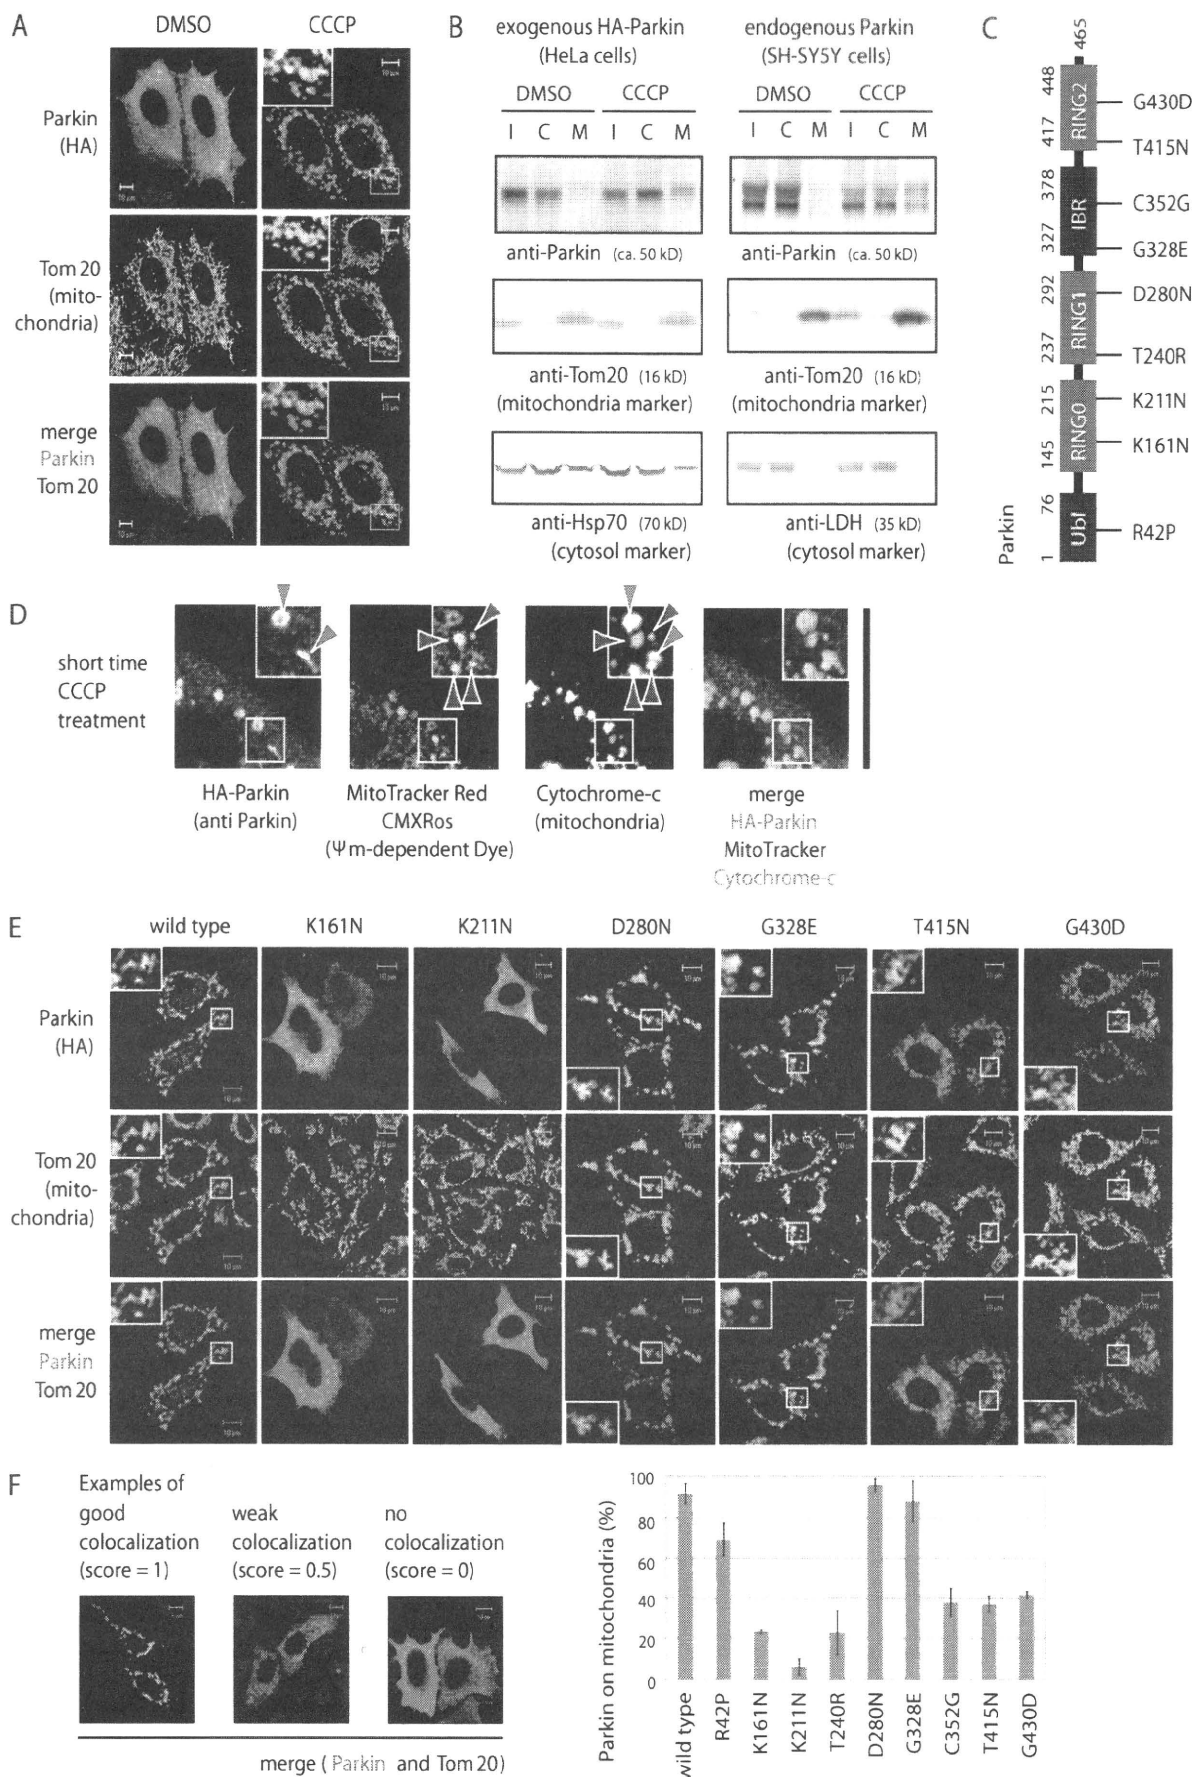 A
DMSO
CCCP
Parkin
(HA)
Tom 20
(mito-
chondria)
merge
Parkin
Tom 20
B
exogenous HA-Parkin
(HeLa cells)
endogenous Parkin
(SH-SY5Y cells)
DMSO
CCCP
DMSO
CCCP
I C M I C M
I C M I C M
anti-Parkin (ca. 50 kD)
anti-Parkin (ca. 50 kD)
anti-Tom20 (16 kD)
(mitochondria marker)
anti-Tom20 (16 kD)
(mitochondria marker)
anti-Hsp70 (70 kD)
(cytosol marker)
anti-LDH (35 kD)
(cytosol marker)
C
Parkin
465
448
RING2
417
378
IBR
327
292
RING1
237
215
RING0
145
76
Ubl
1
G430D
T415N
C352G
G328E
D280N
T240R
K211N
K161N
R42P
D
short time
CCCP
treatment
HA-Parkin
(anti Parkin)
MitoTracker Red
CMXRos
(Ψm-dependent Dye)
Cytochrome-c
(mitochondria)
merge
HA-Parkin
MitoTracker
Cytochrome-c
E
wild type
K161N
K211N
D280N
G328E
T415N
G430D
Parkin
(HA)
Tom 20
(mito-
chondria)
merge
Parkin
Tom 20
10 µm
F
Examples of
good
colocalization
(score = 1)
weak
colocalization
(score = 0.5)
no
colocalization
(score = 0)
merge ( Parkin and Tom 20)
Parkin on mitochondria (%)
100
80
60
40
20
0
wild type
R42P
K161N
K211N
T240R
D280N
G328E
C352G
T415N
G430D